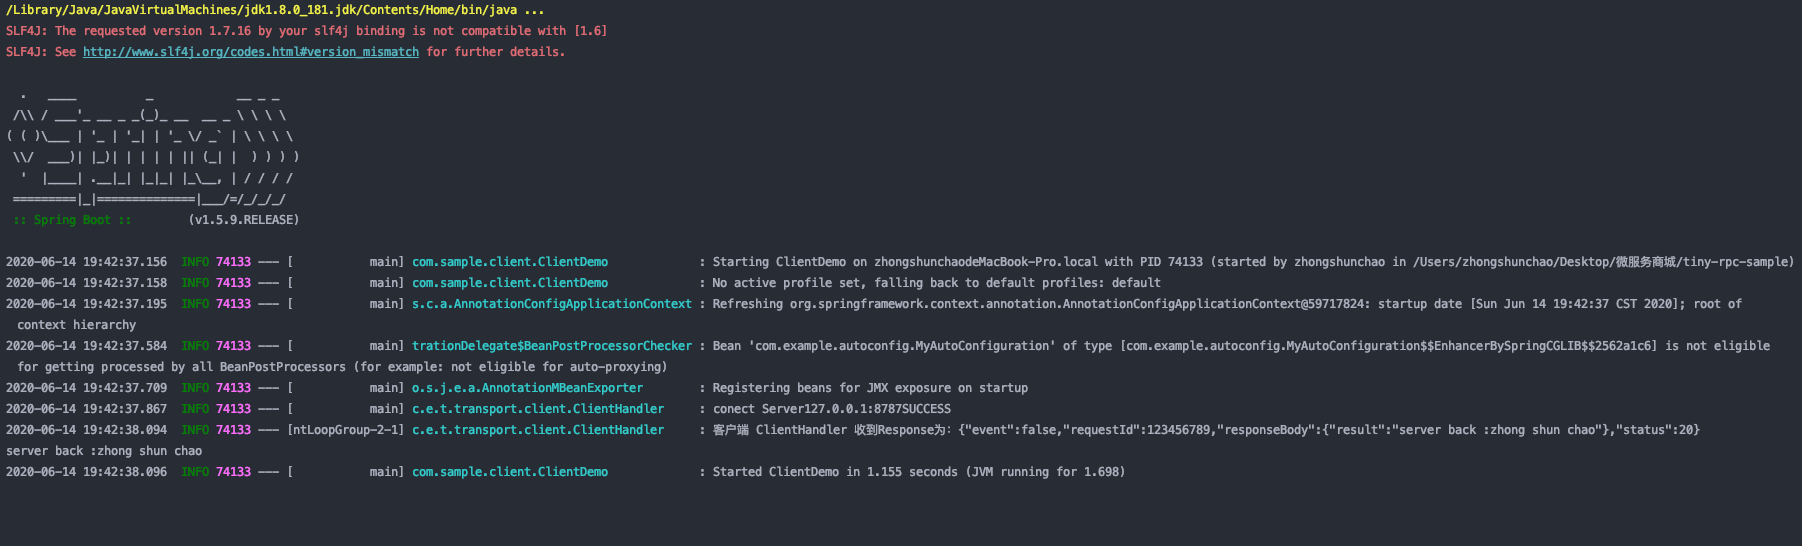 /Library/Java/JavaVirtualMachines/jdk1.8.0_181.jdk/Contents/Home/bin/java ...
SLF4J: The requested version 1.7.16 by your slf4j binding is not compatible with [1.6]
SLF4J: See http://www.slf4j.org/codes.html#version_mismatch for further details.
  .   ____          _            __ _ _
 /\\ / ___'_ __ _ _(_)_ __  __ _ \ \ \ \
( ( )\___ | '_ | '_| | '_ \/ _` | \ \ \ \
 \\/  ___)| |_)| | | | | || (_| |  ) ) ) )
  '  |____| .__|_| |_|_| |_\__, | / / / /
 =========|_|==============|___/=/_/_/_/
 :: Spring Boot ::        (v1.5.9.RELEASE)
2020-06-14 19:42:37.156  INFO 74133 --- [           main] com.sample.client.ClientDemo             : Starting ClientDemo on zhongshunchaodeMacBook-Pro.local with PID 74133 (started by zhongshunchao in /Users/zhongshunchao/Desktop/微服务商城/tiny-rpc-sample)
2020-06-14 19:42:37.158  INFO 74133 --- [           main] com.sample.client.ClientDemo             : No active profile set, falling back to default profiles: default
2020-06-14 19:42:37.195  INFO 74133 --- [           main] s.c.a.AnnotationConfigApplicationContext : Refreshing org.springframework.context.annotation.AnnotationConfigApplicationContext@59717824: startup date [Sun Jun 14 19:42:37 CST 2020]; root of
 context hierarchy
2020-06-14 19:42:37.584  INFO 74133 --- [           main] trationDelegate$BeanPostProcessorChecker : Bean 'com.example.autoconfig.MyAutoConfiguration' of type [com.example.autoconfig.MyAutoConfiguration$$EnhancerBySpringCGLIB$$2562a1c6] is not eligible
 for getting processed by all BeanPostProcessors (for example: not eligible for auto-proxying)
2020-06-14 19:42:37.709  INFO 74133 --- [           main] o.s.j.e.a.AnnotationMBeanExporter        : Registering beans for JMX exposure on startup
2020-06-14 19:42:37.867  INFO 74133 --- [           main] c.e.t.transport.client.ClientHandler     : conect Server127.0.0.1:8787SUCCESS
2020-06-14 19:42:38.094  INFO 74133 --- [ntLoopGroup-2-1] c.e.t.transport.client.ClientHandler     : 客户端 ClientHandler 收到Response为：{"event":false,"requestId":123456789,"responseBody":{"result":"server back :zhong shun chao"},"status":20}
server back :zhong shun chao
2020-06-14 19:42:38.096  INFO 74133 --- [           main] com.sample.client.ClientDemo             : Started ClientDemo in 1.155 seconds (JVM running for 1.698)